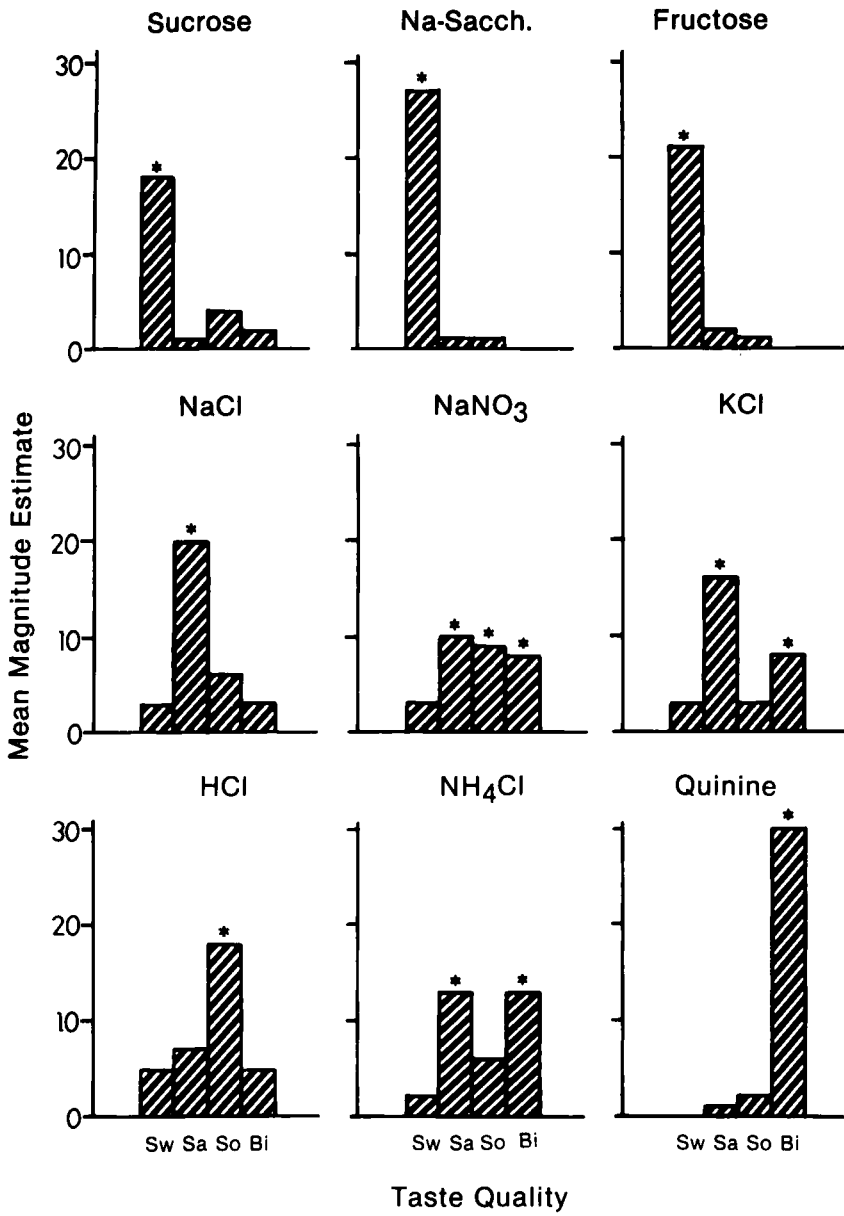 Sucrose
Na-Sacch.
Fructose
30
20
10
0
*
*
*
NaCl
NaNO3
KCl
Mean Magnitude Estimate
30
20
10
0
*
* * *
* *
HCl
NH4Cl
Quinine
30
20
10
0
*
* *
*
Sw Sa So Bi
Sw Sa So Bi
Sw Sa So Bi
Taste Quality